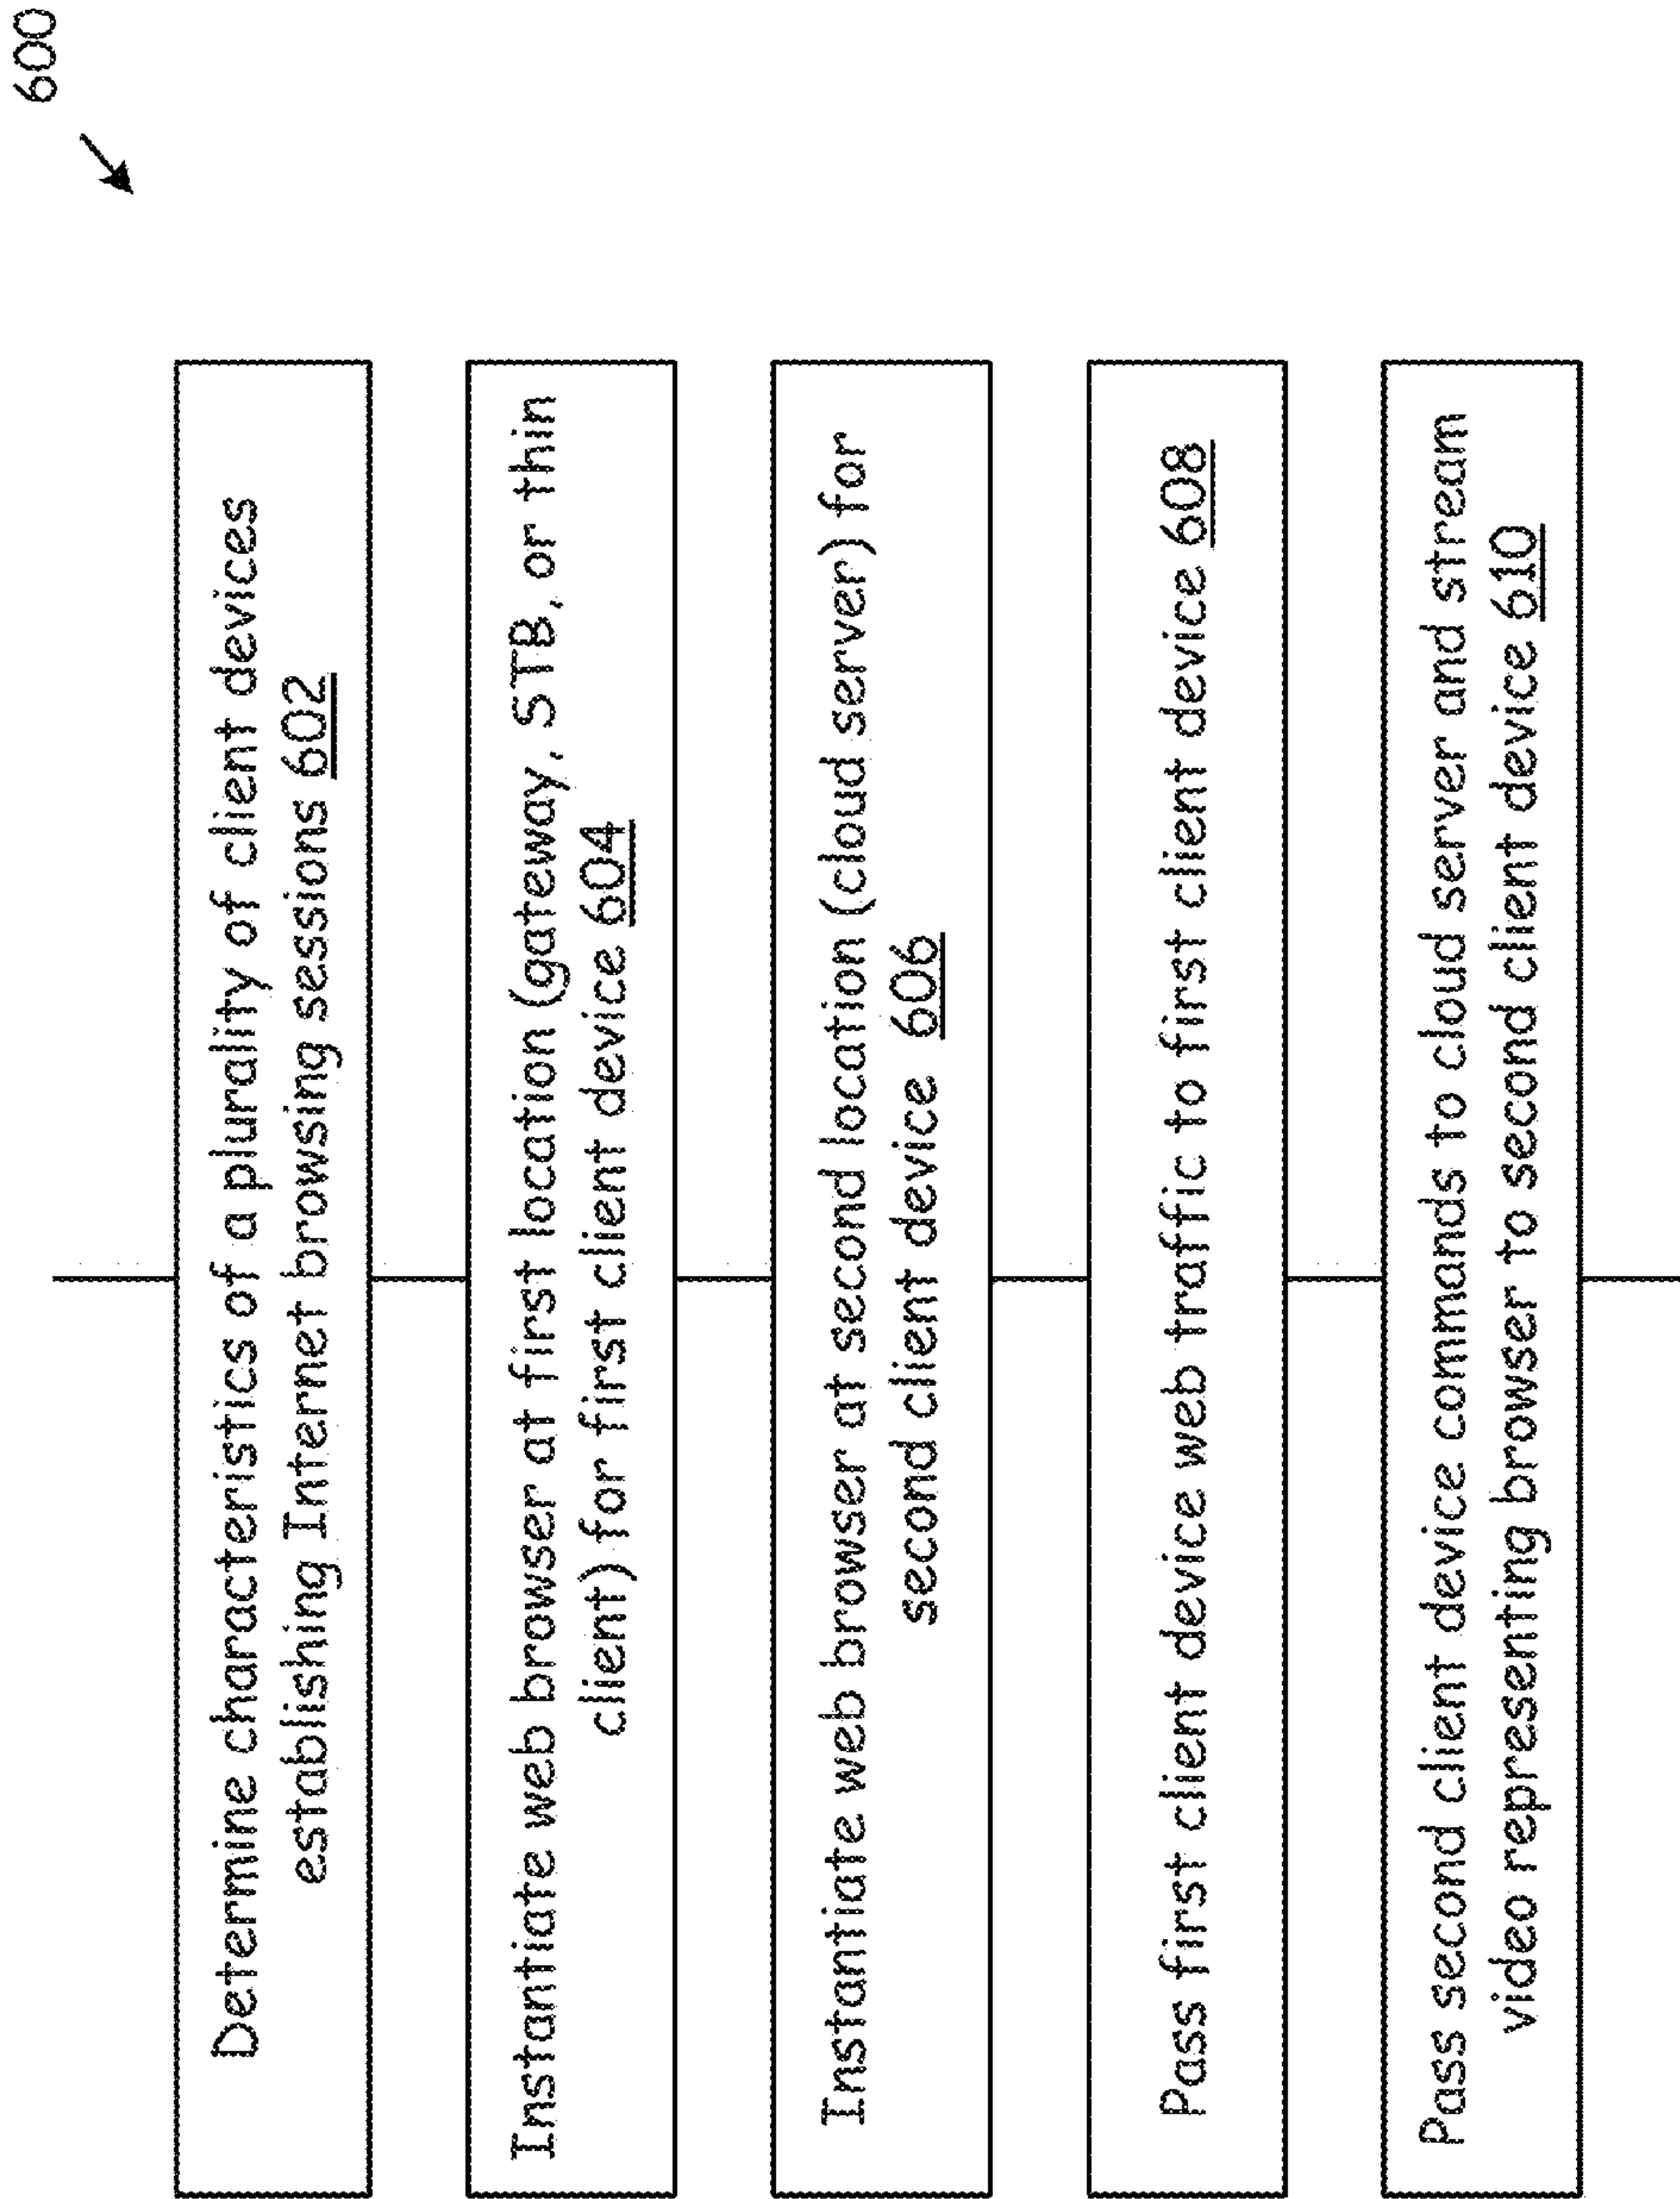 600
Determine characteristics of a plurality of client devices
establishing Internet browsing sessions 602
Instantiate web browser at first location (gateway, STB, or thin
client) for first client device 604
Instantiate web browser at second location (cloud server) for
second client device 606
Pass first client device web traffic to first client device 608
Pass second client device commands to cloud server and stream
video representing browser to second client device 610